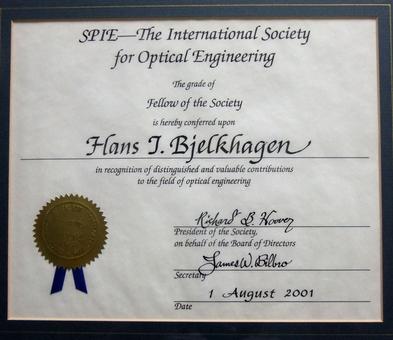 SPIE—The International Society
for Optical Engineering
The grade of
Fellow of the Society
is hereby conferred upon
Hans I. Bjelkhagen
in recognition of distinguished and valuable contributions
to the field of optical engineering
Richard B. Hoover
President of the Society,
on behalf of the Board of Directors
James W. Bilbro
Secretary
1 August 2001
Date